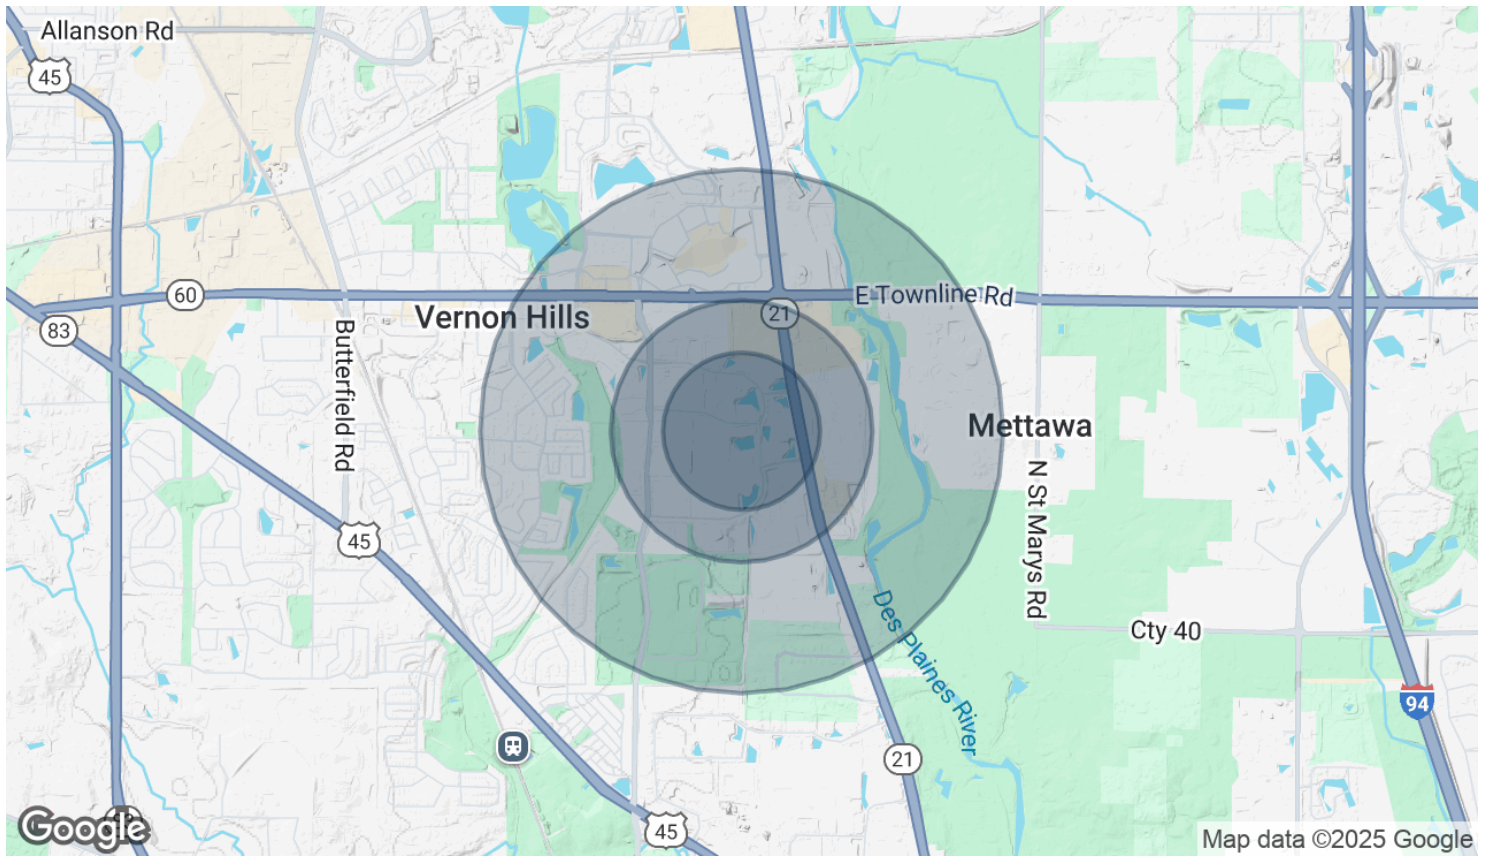 Allanson Rd
45
60
E Townline Rd
83
Vernon Hills
21
Butterfield Rd
Mettawa
N St Marys Rd
45
Des Plaines River
Cty 40
94
21
45
Google
Map data ©2025 Google